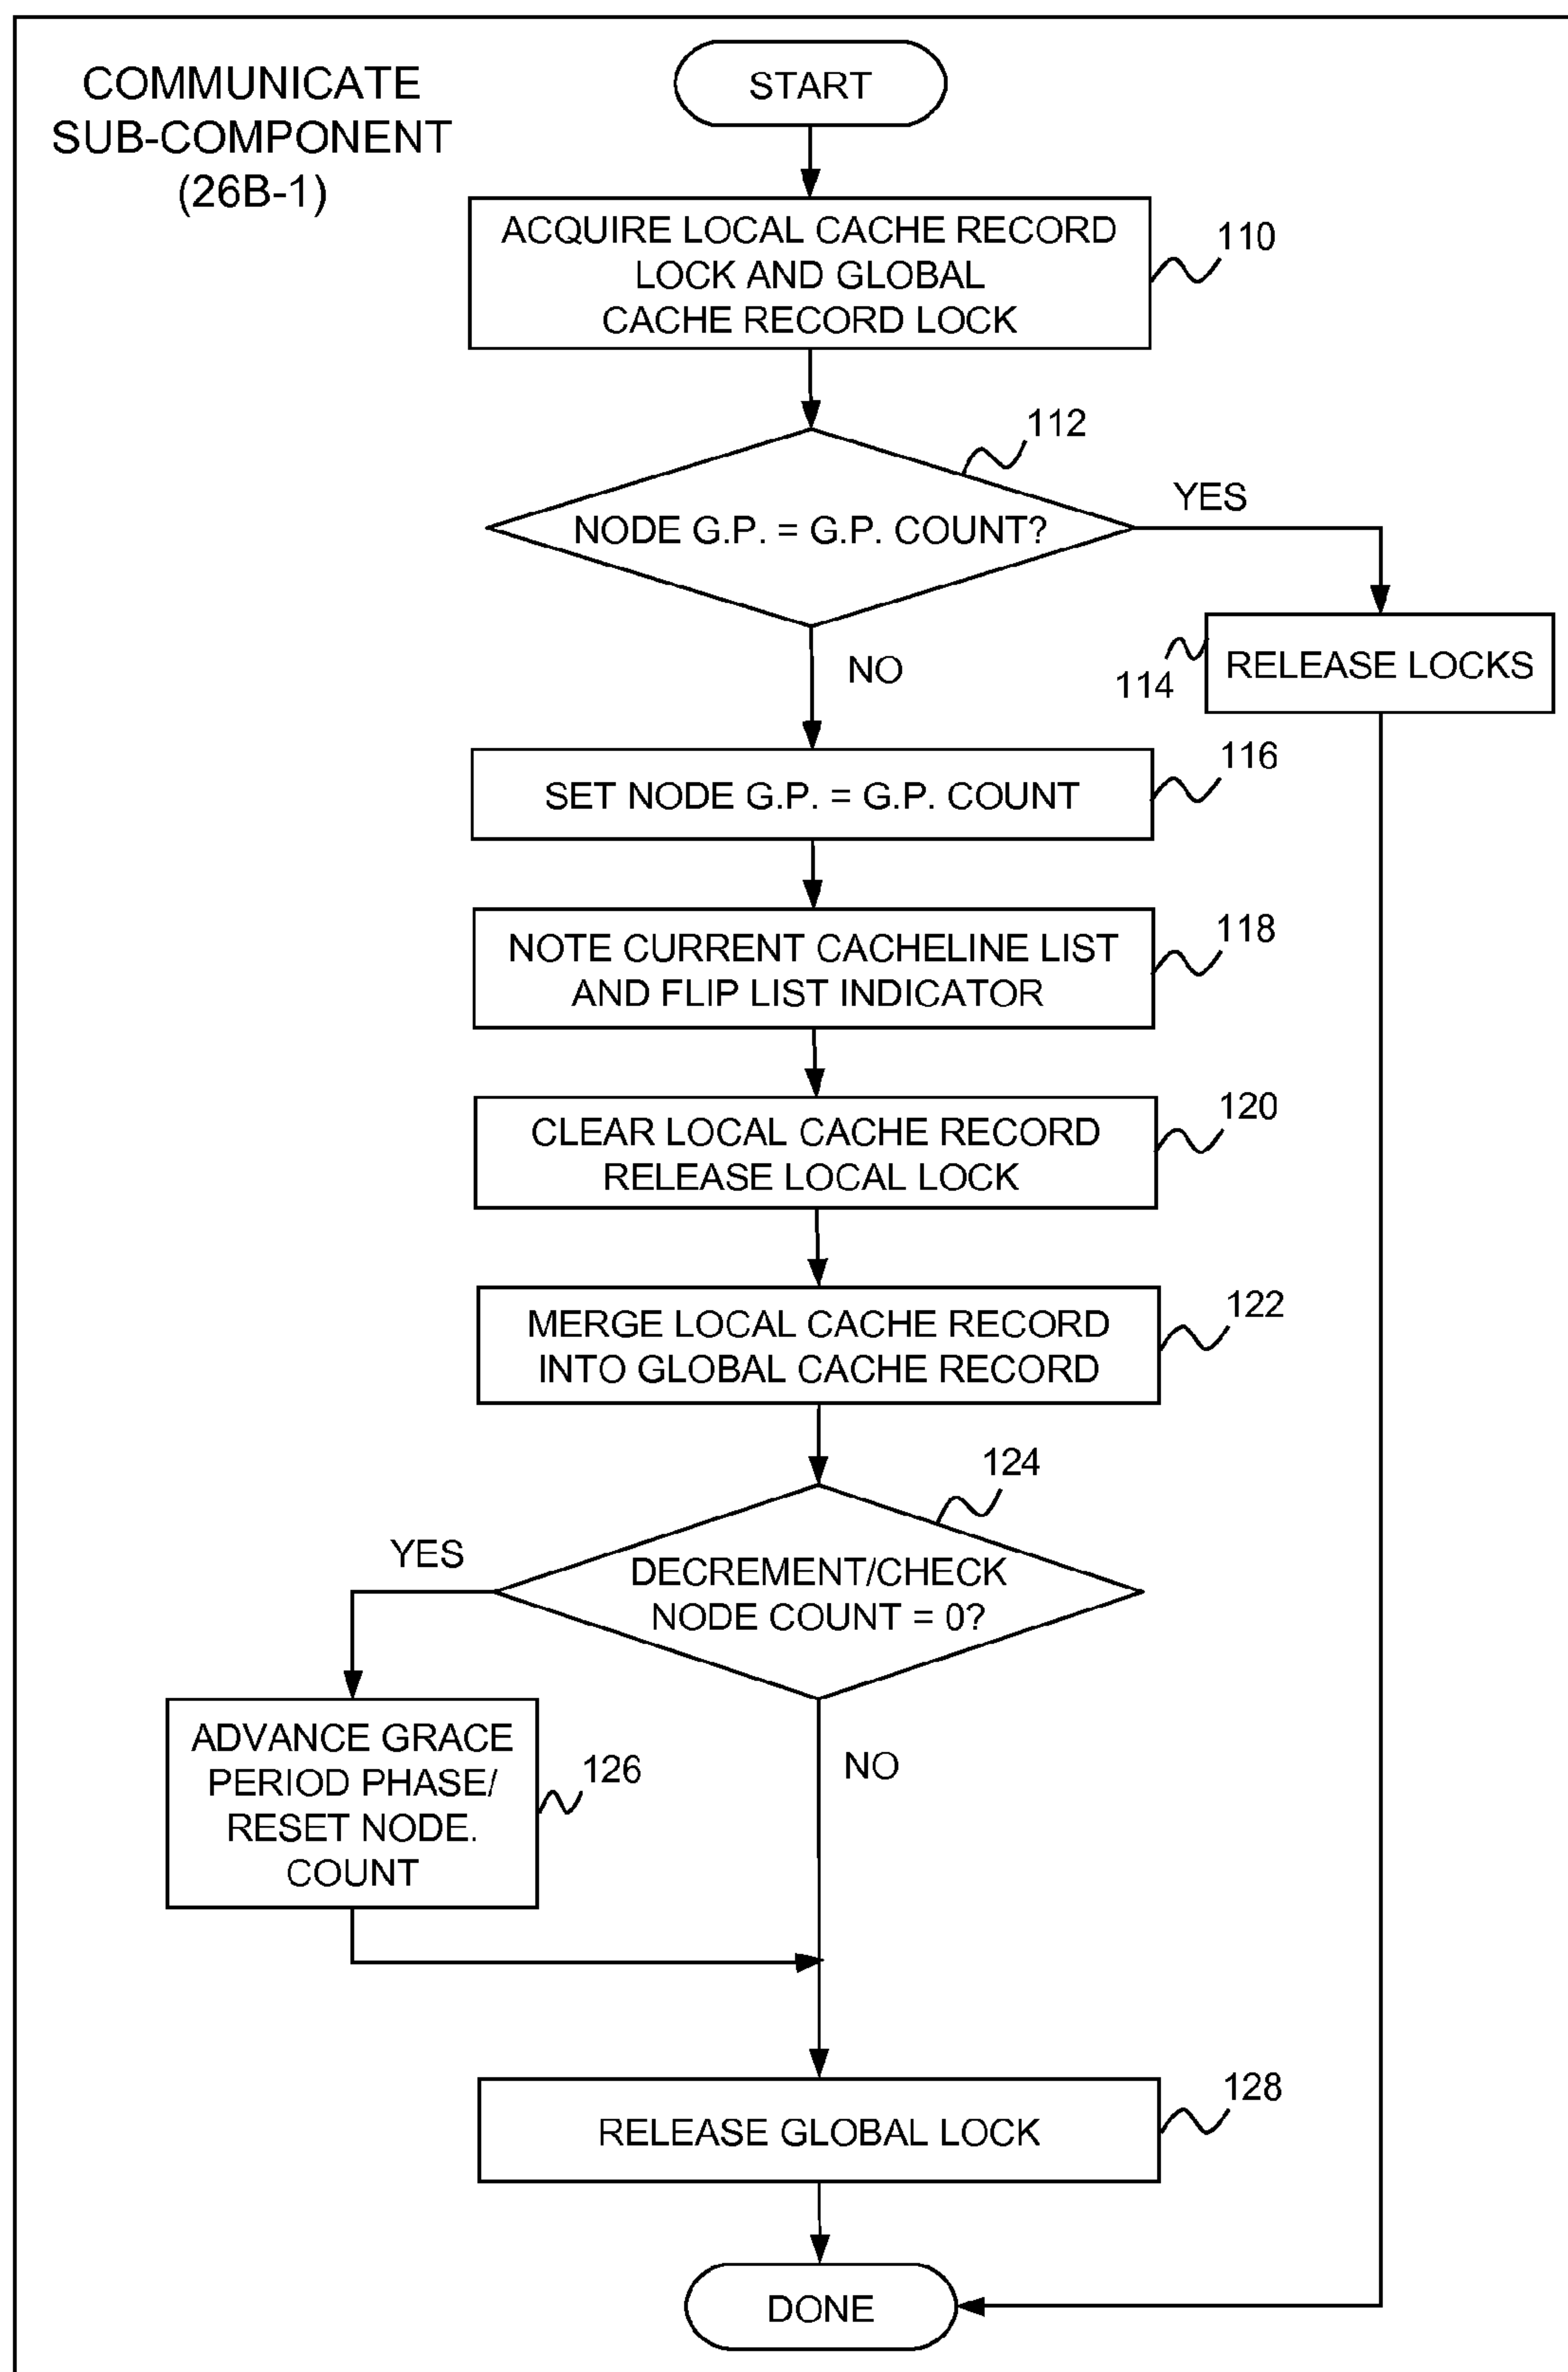 COMMUNICATE
SUB-COMPONENT
(26B-1)
START
ACQUIRE LOCAL CACHE RECORD
LOCK AND GLOBAL
CACHE RECORD LOCK
110
112
NODE G.P. = G.P. COUNT?
YES
NO
114
RELEASE LOCKS
SET NODE G.P. = G.P. COUNT
116
NOTE CURRENT CACHELINE LIST
AND FLIP LIST INDICATOR
118
CLEAR LOCAL CACHE RECORD
RELEASE LOCAL LOCK
120
MERGE LOCAL CACHE RECORD
INTO GLOBAL CACHE RECORD
122
124
DECREMENT/CHECK
NODE COUNT = 0?
YES
NO
ADVANCE GRACE
PERIOD PHASE/
RESET NODE.
COUNT
126
RELEASE GLOBAL LOCK
128
DONE